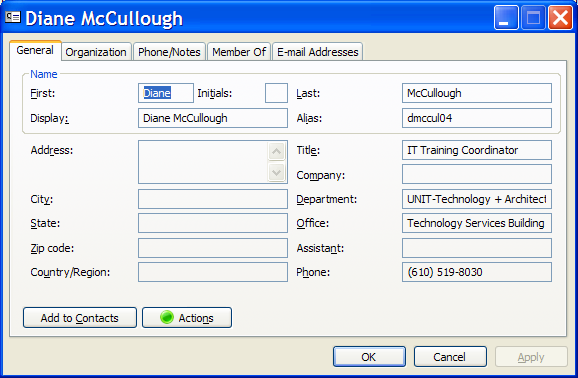 Diane McCullough
General Organization Phone/Notes Member Of E-mail Addresses
Name
First: Diane Initials: Last: McCullough
Display: Diane McCullough Alias: dmccul04
Address: Title: IT Training Coordinator
Company:
City: Department: UNIT-Technology + Architect
State: Office: Technology Services Building
Zip code: Assistant:
Country/Region: Phone: (610) 519-8030
Add to Contacts Actions
OK Cancel Apply